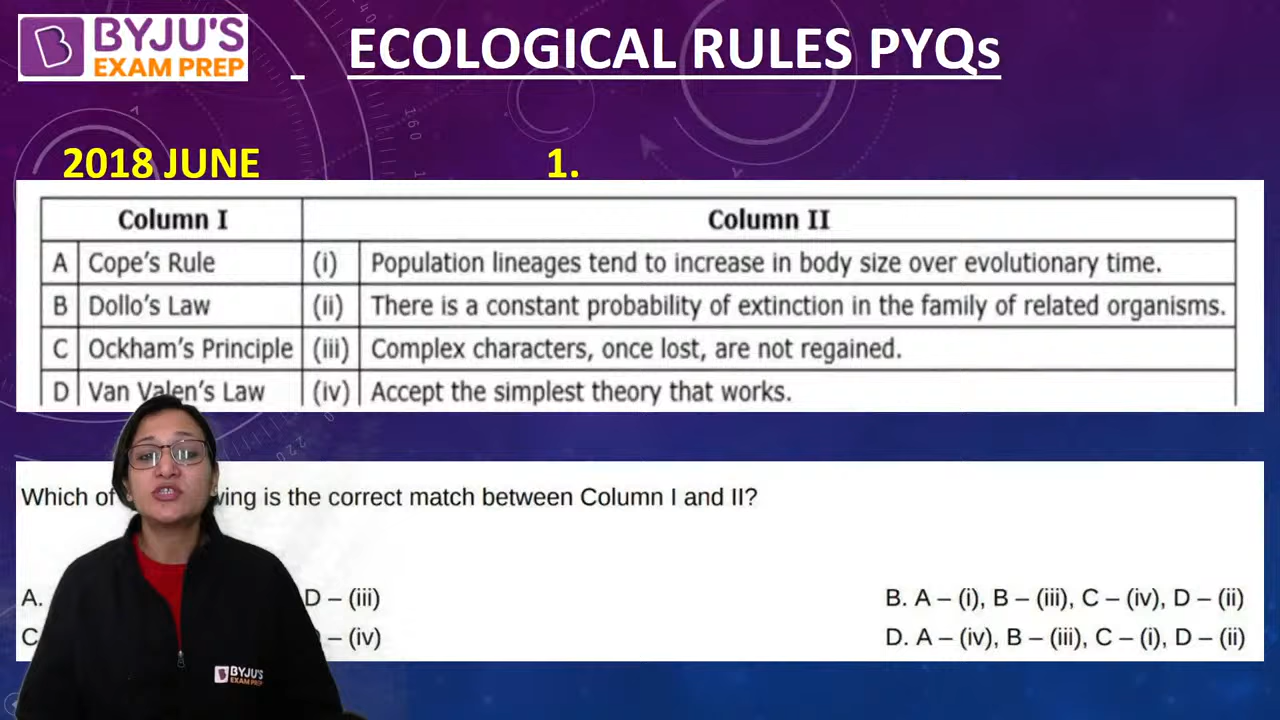 BYJU'S
EXAM PREP
ECOLOGICAL RULES PYQs
2018 JUNE 1.
Column I Column II
A Cope's Rule (i) Population lineages tend to increase in body size over evolutionary time.
B Dollo's Law (ii) There is a constant probability of extinction in the family of related organisms.
C Ockham's Principle (iii) Complex characters, once lost, are not regained.
D Van Valen's Law (iv) Accept the simplest theory that works.
Which of wing is the correct match between Column I and II?
A. D – (iii) B. A – (i), B – (iii), C – (iv), D – (ii)
C – (iv) D. A – (iv), B – (iii), C – (i), D – (ii)
BYJU'S
EXAM PREP